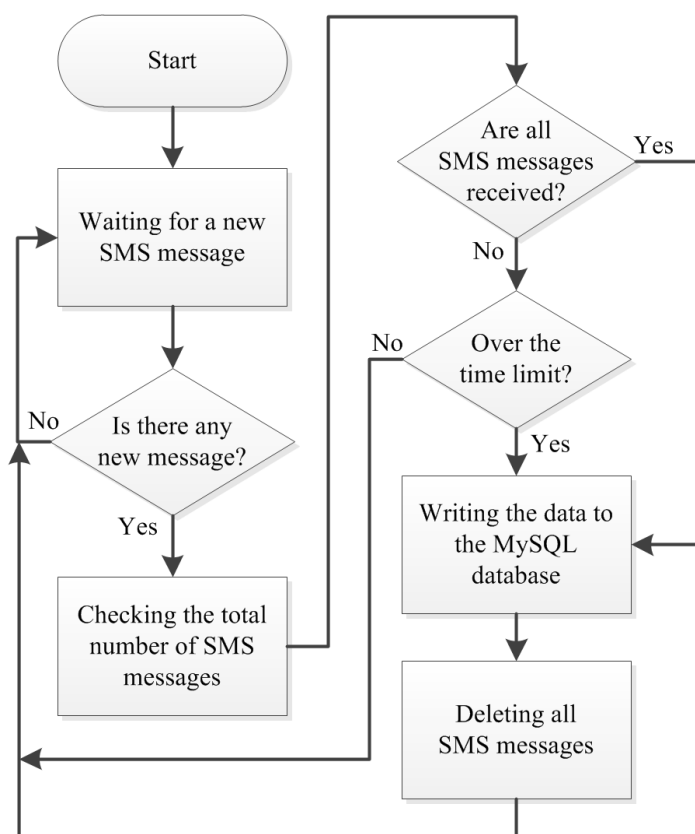 Start
Waiting for a new
SMS message
No
Is there any
new message?
Yes
Checking the total
number of SMS
messages
Are all
SMS messages
received?
Yes
No
Over the
time limit?
No
Yes
Writing the data to
the MySQL
database
Deleting all
SMS messages